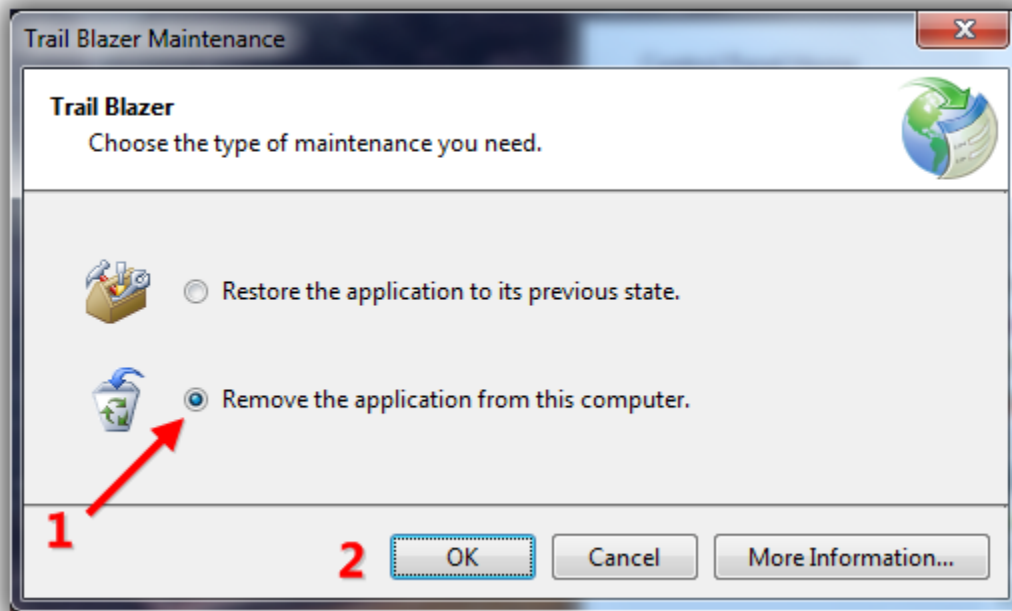 Trail Blazer Maintenance
Trail Blazer
Choose the type of maintenance you need.
Restore the application to its previous state.
Remove the application from this computer.
1
2 OK Cancel More Information...